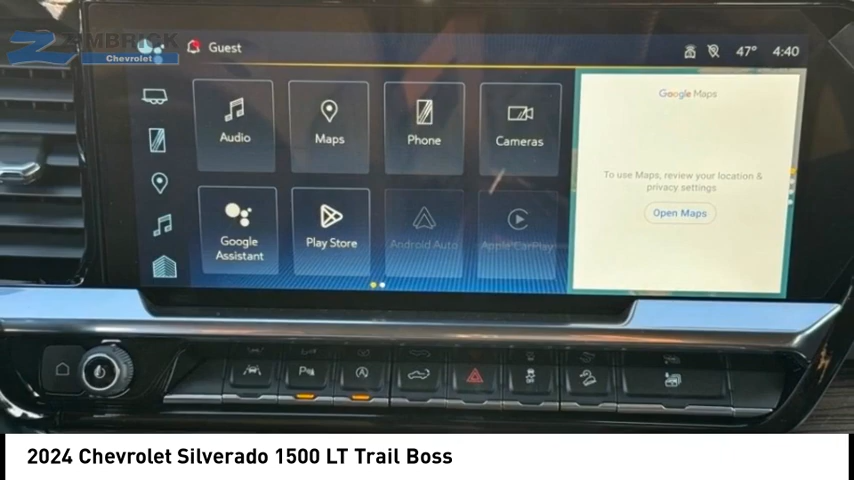 ZIMBRICK
Chevrolet
Guest
47° 4:40
Audio
Maps
Phone
Cameras
Google
Assistant
Play Store
Android Auto
Apple CarPlay
Google Maps
To use Maps, review your location &
privacy settings
Open Maps
2024 Chevrolet Silverado 1500 LT Trail Boss